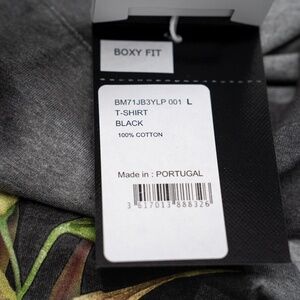 BOXY FIT
BM71JB3YLP 001 L
T-SHIRT
BLACK
100% COTTON
Made in : PORTUGAL
3 617013 888326